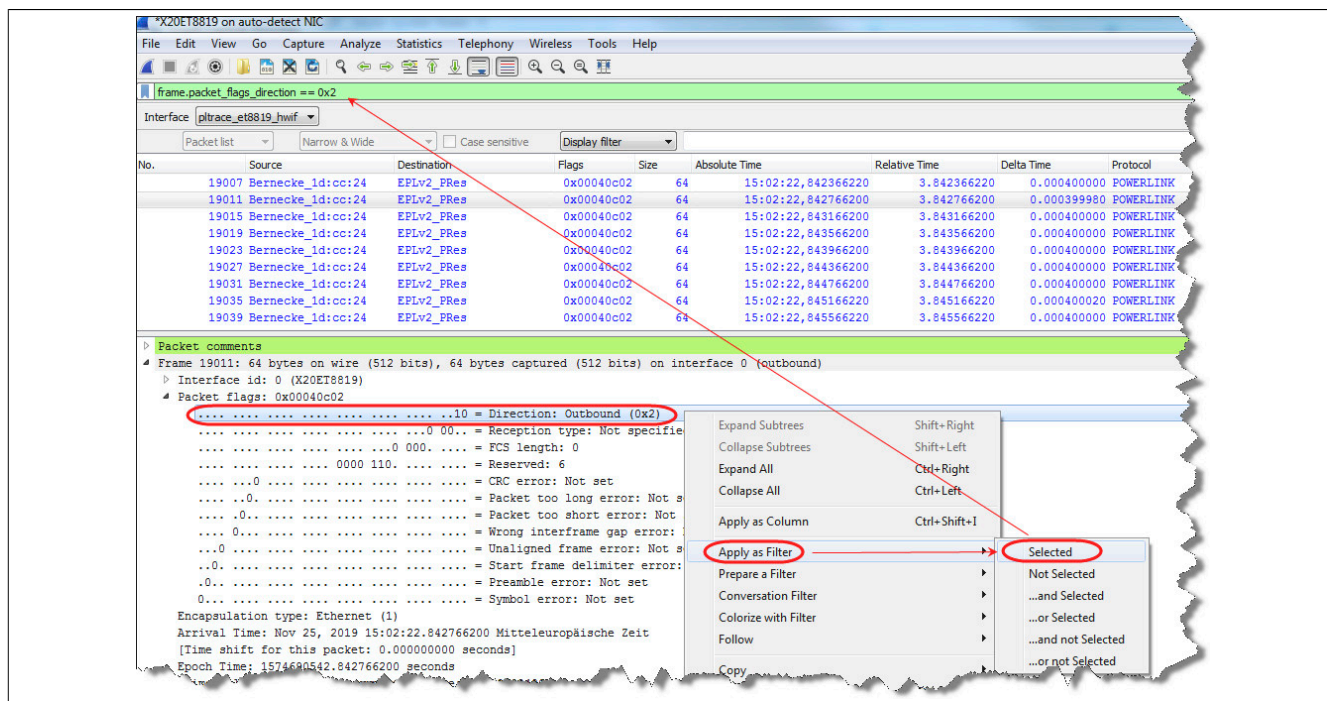 *X20ET8819 on auto-detect NIC
File Edit View Go Capture Analyze Statistics Telephony Wireless Tools Help
frame.packet_flags_direction == 0x2
Interface pltrace_et8819_hwif
Packet list Narrow & Wide Case sensitive Display filter
No. Source Destination Flags Size Absolute Time Relative Time Delta Time Protocol
19007 Bernecke_1d:cc:24 EPLv2_PRes 0x00040c02 64 15:02:22,842366220 3.842366220 0.000400000 POWERLINK
19011 Bernecke_1d:cc:24 EPLv2_PRes 0x00040c02 64 15:02:22,842766200 3.842766200 0.000399980 POWERLINK
19015 Bernecke_1d:cc:24 EPLv2_PRes 0x00040c02 64 15:02:22,843166200 3.843166200 0.000400000 POWERLINK
19019 Bernecke_1d:cc:24 EPLv2_PRes 0x00040c02 64 15:02:22,843566200 3.843566200 0.000400000 POWERLINK
19023 Bernecke_1d:cc:24 EPLv2_PRes 0x00040c02 64 15:02:22,843966200 3.843966200 0.000400000 POWERLINK
19027 Bernecke_1d:cc:24 EPLv2_PRes 0x00040c02 64 15:02:22,844366200 3.844366200 0.000400000 POWERLINK
19031 Bernecke_1d:cc:24 EPLv2_PRes 0x00040c02 64 15:02:22,844766200 3.844766200 0.000400000 POWERLINK
19035 Bernecke_1d:cc:24 EPLv2_PRes 0x00040c02 64 15:02:22,845166220 3.845166220 0.000400020 POWERLINK
19039 Bernecke_1d:cc:24 EPLv2_PRes 0x00040c02 64 15:02:22,845566220 3.845566220 0.000400000 POWERLINK
Packet comments
Frame 19011: 64 bytes on wire (512 bits), 64 bytes captured (512 bits) on interface 0 (outbound)
Interface id: 0 (X20ET8819)
Packet flags: 0x00040c02
.... .... .... .... .... .... .... ..10 = Direction: Outbound (0x2)
.... .... .... .... .... .... ...0 00.. = Reception type: Not specifie
.... .... .... .... .... ...0 000. .... = FCS length: 0
.... .... .... .... 0000 110. .... .... = Reserved: 6
.... ...0 .... .... .... .... .... .... = CRC error: Not set
.... ..0. .... .... .... .... .... .... = Packet too long error: Not s
.... .0.. .... .... .... .... .... .... = Packet too short error: Not
.... 0... .... .... .... .... .... .... = Wrong interframe gap error:
...0 .... .... .... .... .... .... .... = Unaligned frame error: Not s
..0. .... .... .... .... .... .... .... = Start frame delimiter error:
.0.. .... .... .... .... .... .... .... = Preamble error: Not set
0... .... .... .... .... .... .... .... = Symbol error: Not set
Encapsulation type: Ethernet (1)
Arrival Time: Nov 25, 2019 15:02:22.842766200 Mitteleuropäische Zeit
[Time shift for this packet: 0.000000000 seconds]
Epoch Time: 1574690542.842766200 seconds
Expand Subtrees Shift+Right
Collapse Subtrees Shift+Left
Expand All Ctrl+Right
Collapse All Ctrl+Left
Apply as Column Ctrl+Shift+I
Apply as Filter
Prepare a Filter
Conversation Filter
Colorize with Filter
Follow
Copy
Selected
Not Selected
...and Selected
...or Selected
...and not Selected
...or not Selected